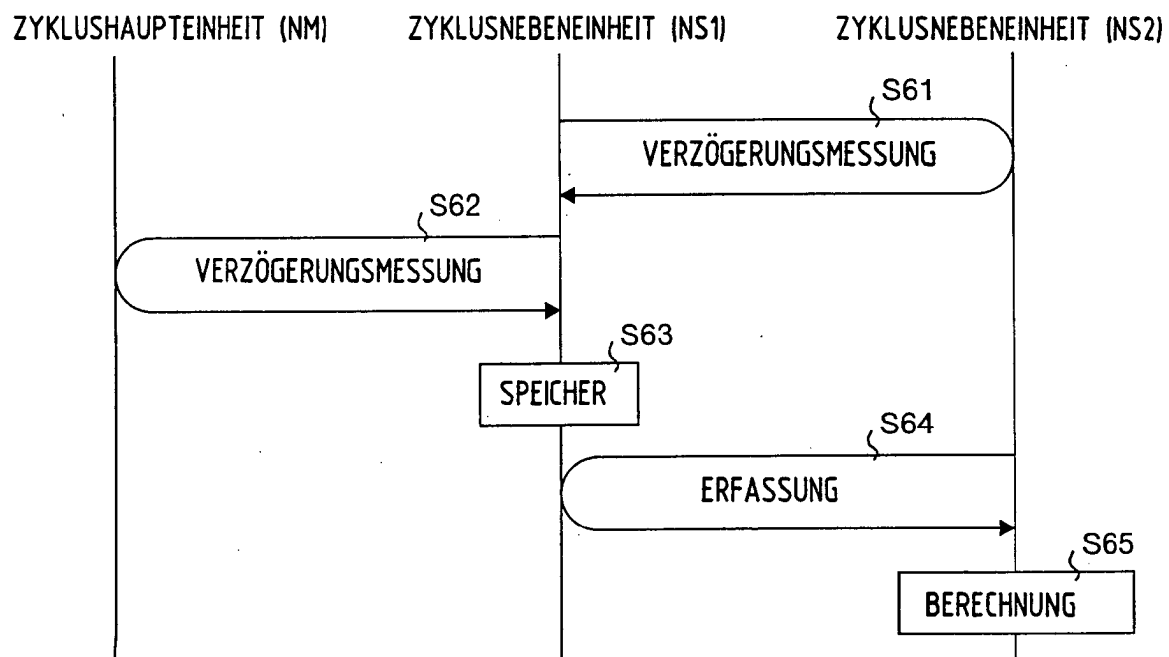 ZYKLUSHAUPTEINHEIT (NM)
ZYKLUSNEBENEINHEIT (NS1)
ZYKLUSNEBENEINHEIT (NS2)
S61
VERZÖGERUNGSMESSUNG
S62
VERZÖGERUNGSMESSUNG
S63
SPEICHER
S64
ERFASSUNG
S65
BERECHNUNG